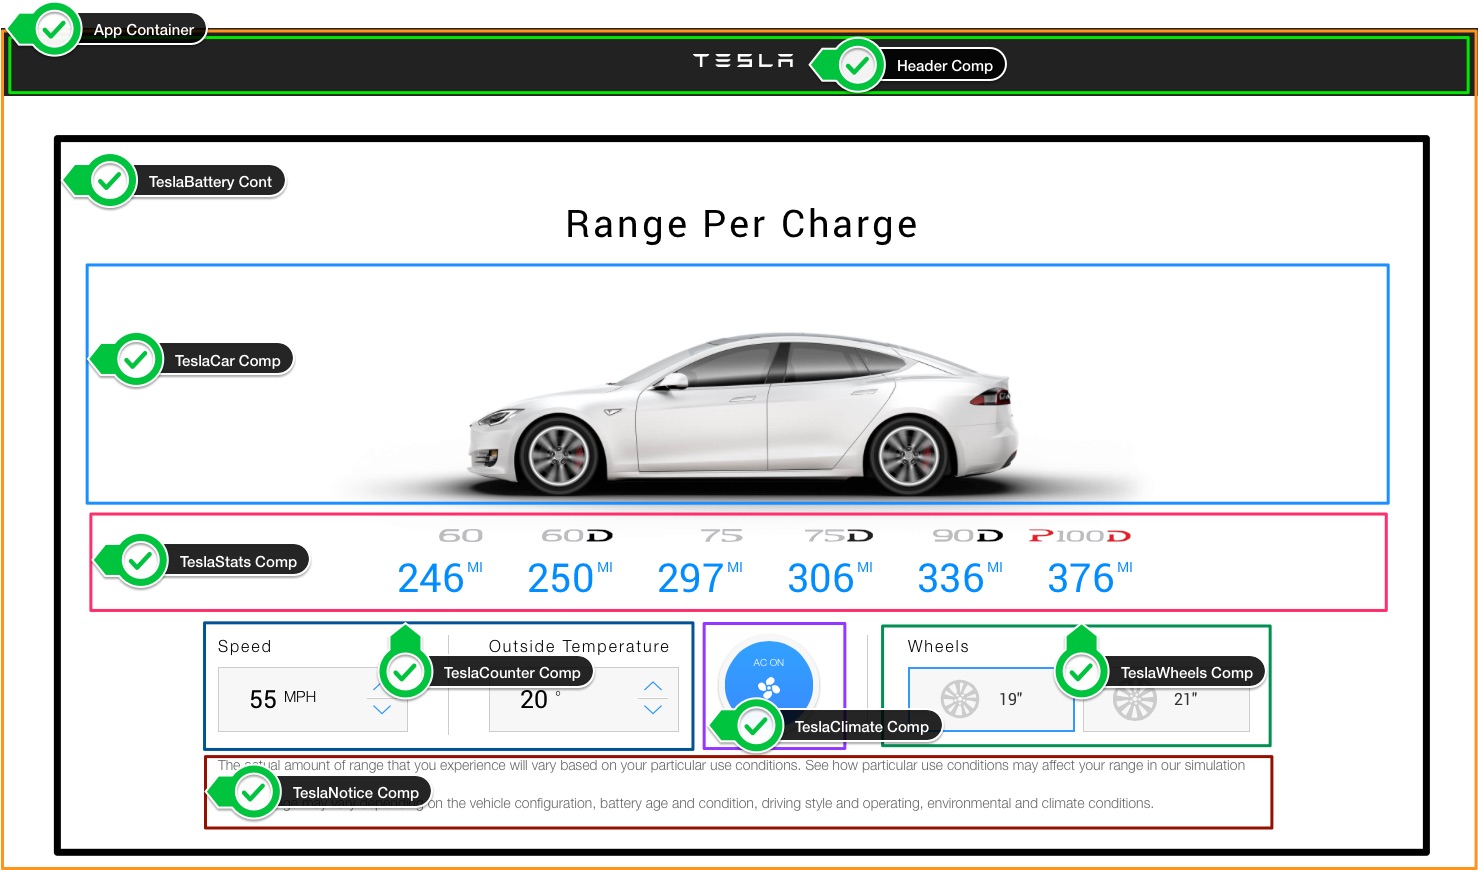 App Container
TESLA
Header Comp
TeslaBattery Cont
Range Per Charge
TeslaCar Comp
60 60D 75 75D 90D P100D
TeslaStats Comp
246 MI 250 MI 297 MI 306 MI 336 MI 376 MI
Speed Outside Temperature Wheels
AC ON
TeslaCounter Comp
TeslaWheels Comp
55 MPH 20 ° 19" 21"
TeslaClimate Comp
The actual amount of range that you experience will vary based on your particular use conditions. See how particular use conditions may affect your range in our simulation
TeslaNotice Comp
may vary depending on the vehicle configuration, battery age and condition, driving style and operating, environmental and climate conditions.